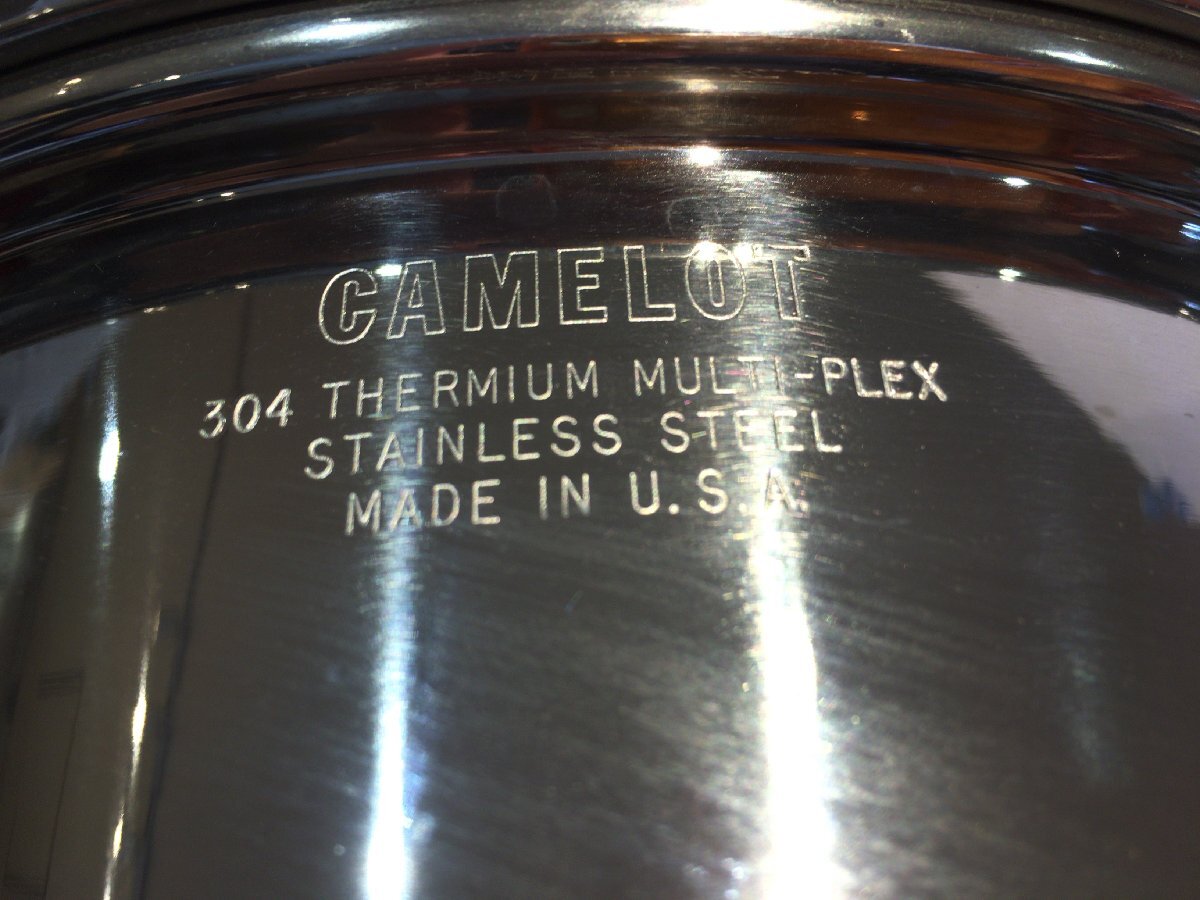 CAMELOT
304 THERMIUM MULTI-PLEX
STAINLESS STEEL
MADE IN U.S.A.